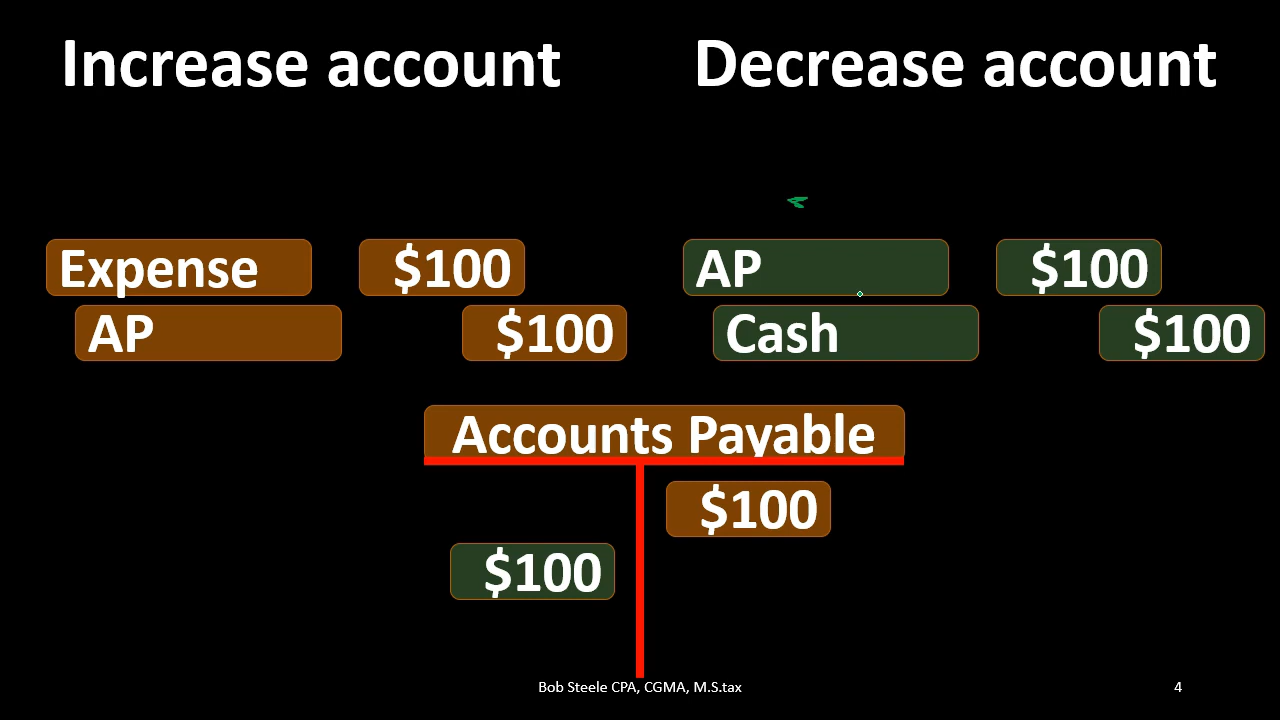 Increase account
Decrease account
Expense $100
AP $100
AP $100
Cash $100
Accounts Payable
$100
$100
Bob Steele CPA, CGMA, M.S.tax
4